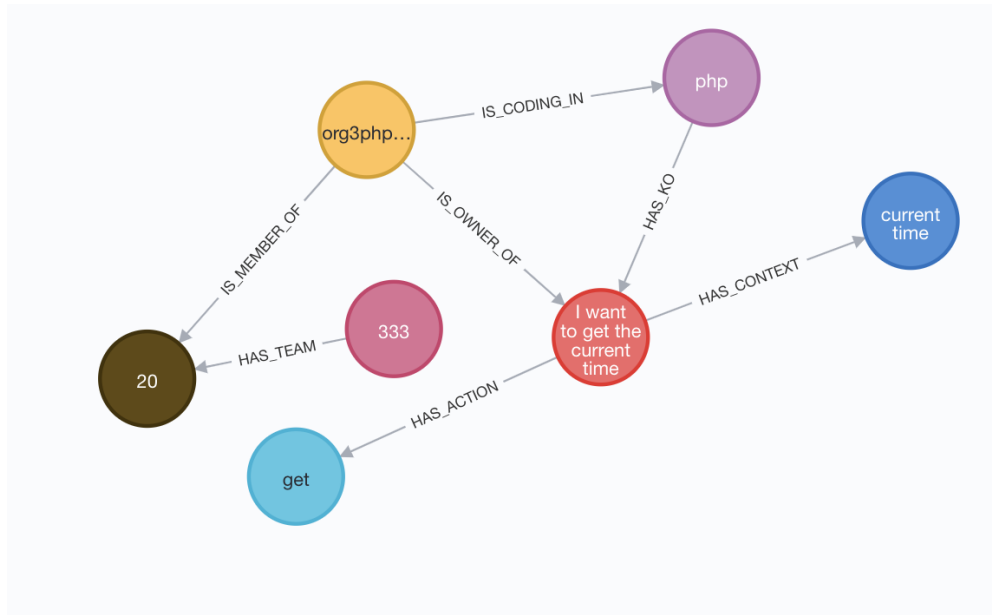 php
IS_CODING_IN
org3php...
current
time
IS_OWNER_OF
HAS_KO
IS_MEMBER_OF
HAS_CONTEXT
I want
to get the
current
time
333
HAS_TEAM
20
HAS_ACTION
get